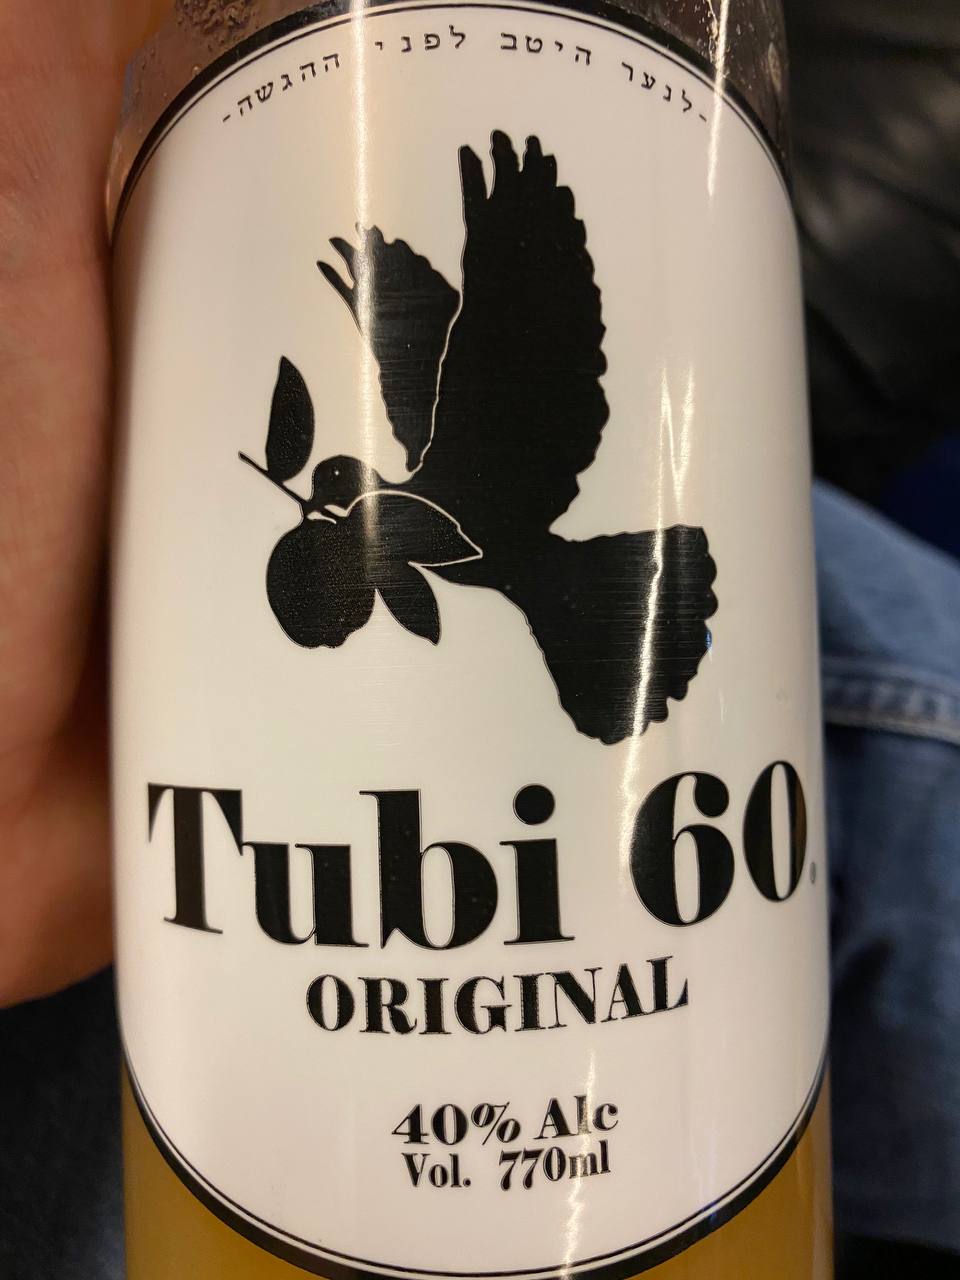 -לנער היטב לפני ההגשה-
Tubi 60®
ORIGINAL
40% Alc
Vol. 770ml